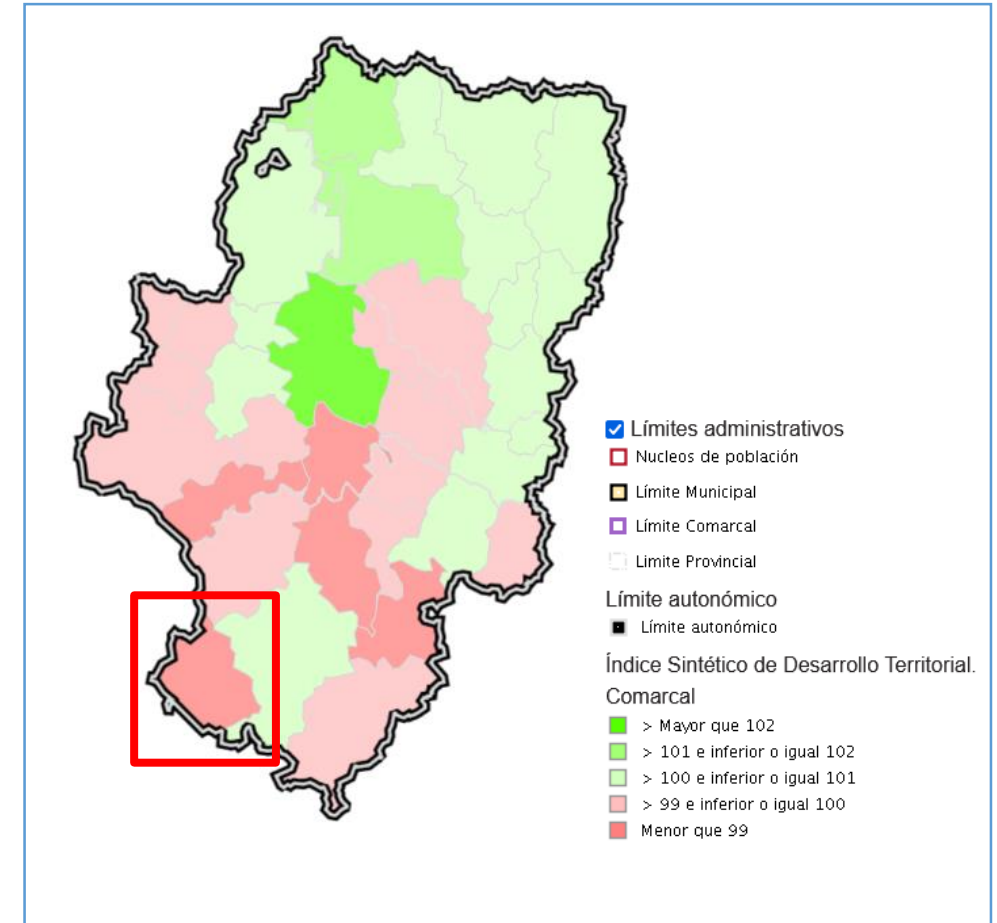 Límites administrativos
Nucleos de población
Límite Municipal
Límite Comarcal
Limite Provincial
Límite autonómico
Límite autonómico
Índice Sintético de Desarrollo Territorial.
Comarcal
> Mayor que 102
> 101 e inferior o igual 102
> 100 e inferior o igual 101
> 99 e inferior o igual 100
Menor que 99